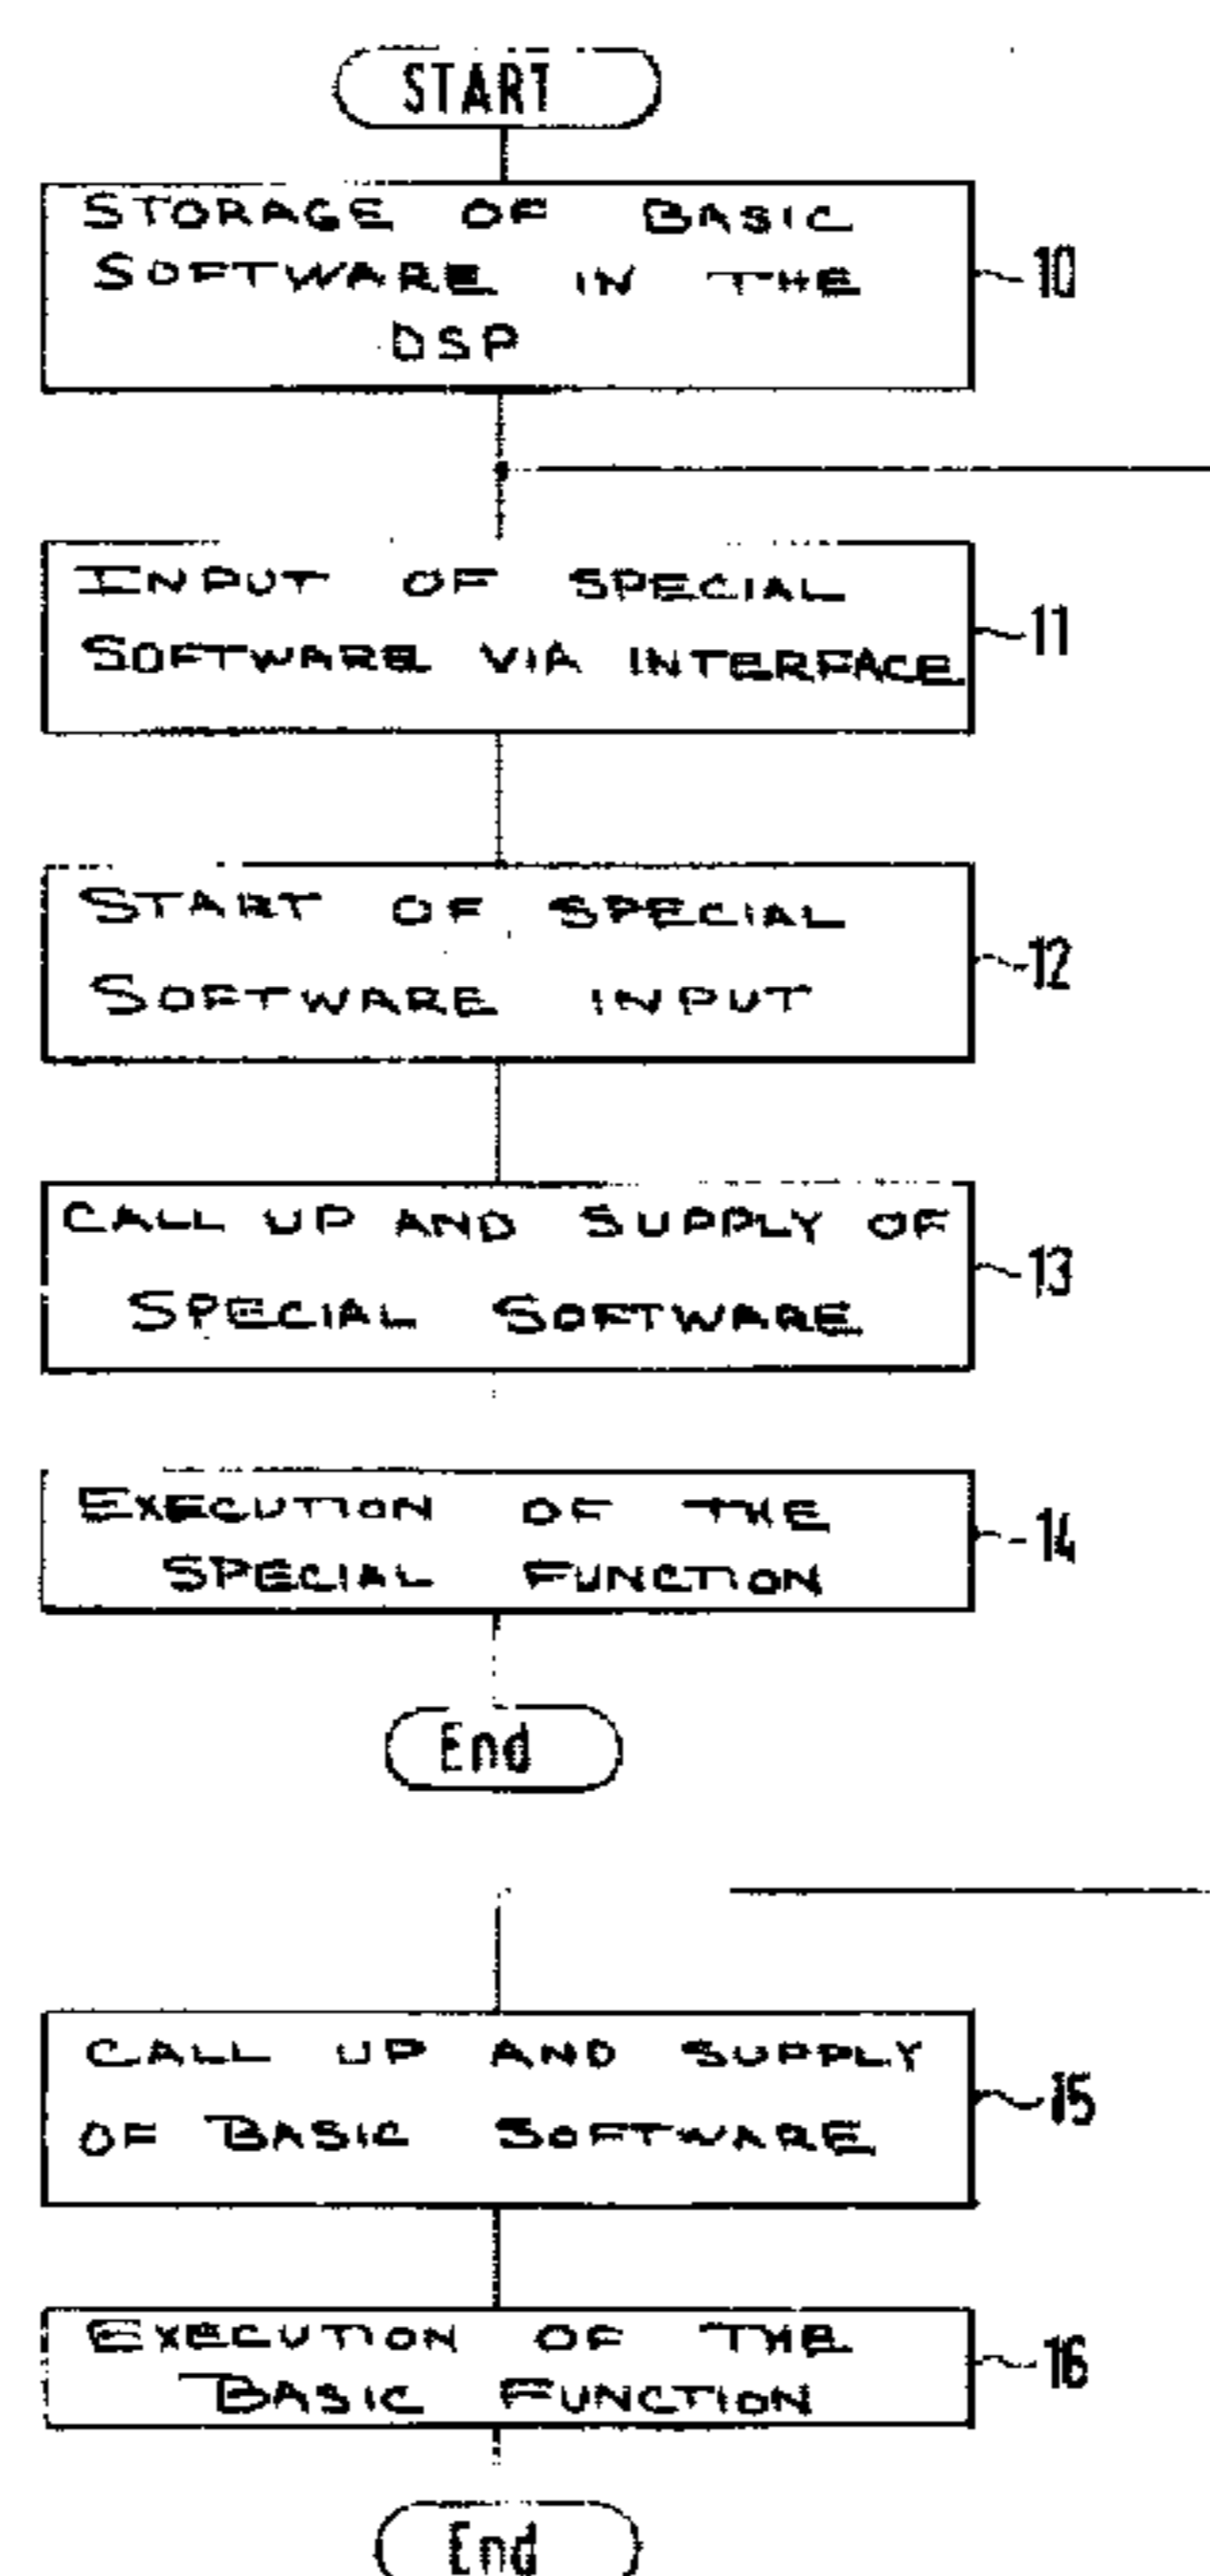 START
STORAGE OF BASIC
SOFTWARE IN THE
DSP
10
INPUT OF SPECIAL
SOFTWARE VIA INTERFACE
11
START OF SPECIAL
SOFTWARE INPUT
12
CALL UP AND SUPPLY OF
SPECIAL SOFTWARE
13
EXECUTION OF THE
SPECIAL FUNCTION
14
End
CALL UP AND SUPPLY
OF BASIC SOFTWARE
15
EXECUTION OF THE
BASIC FUNCTION
16
End